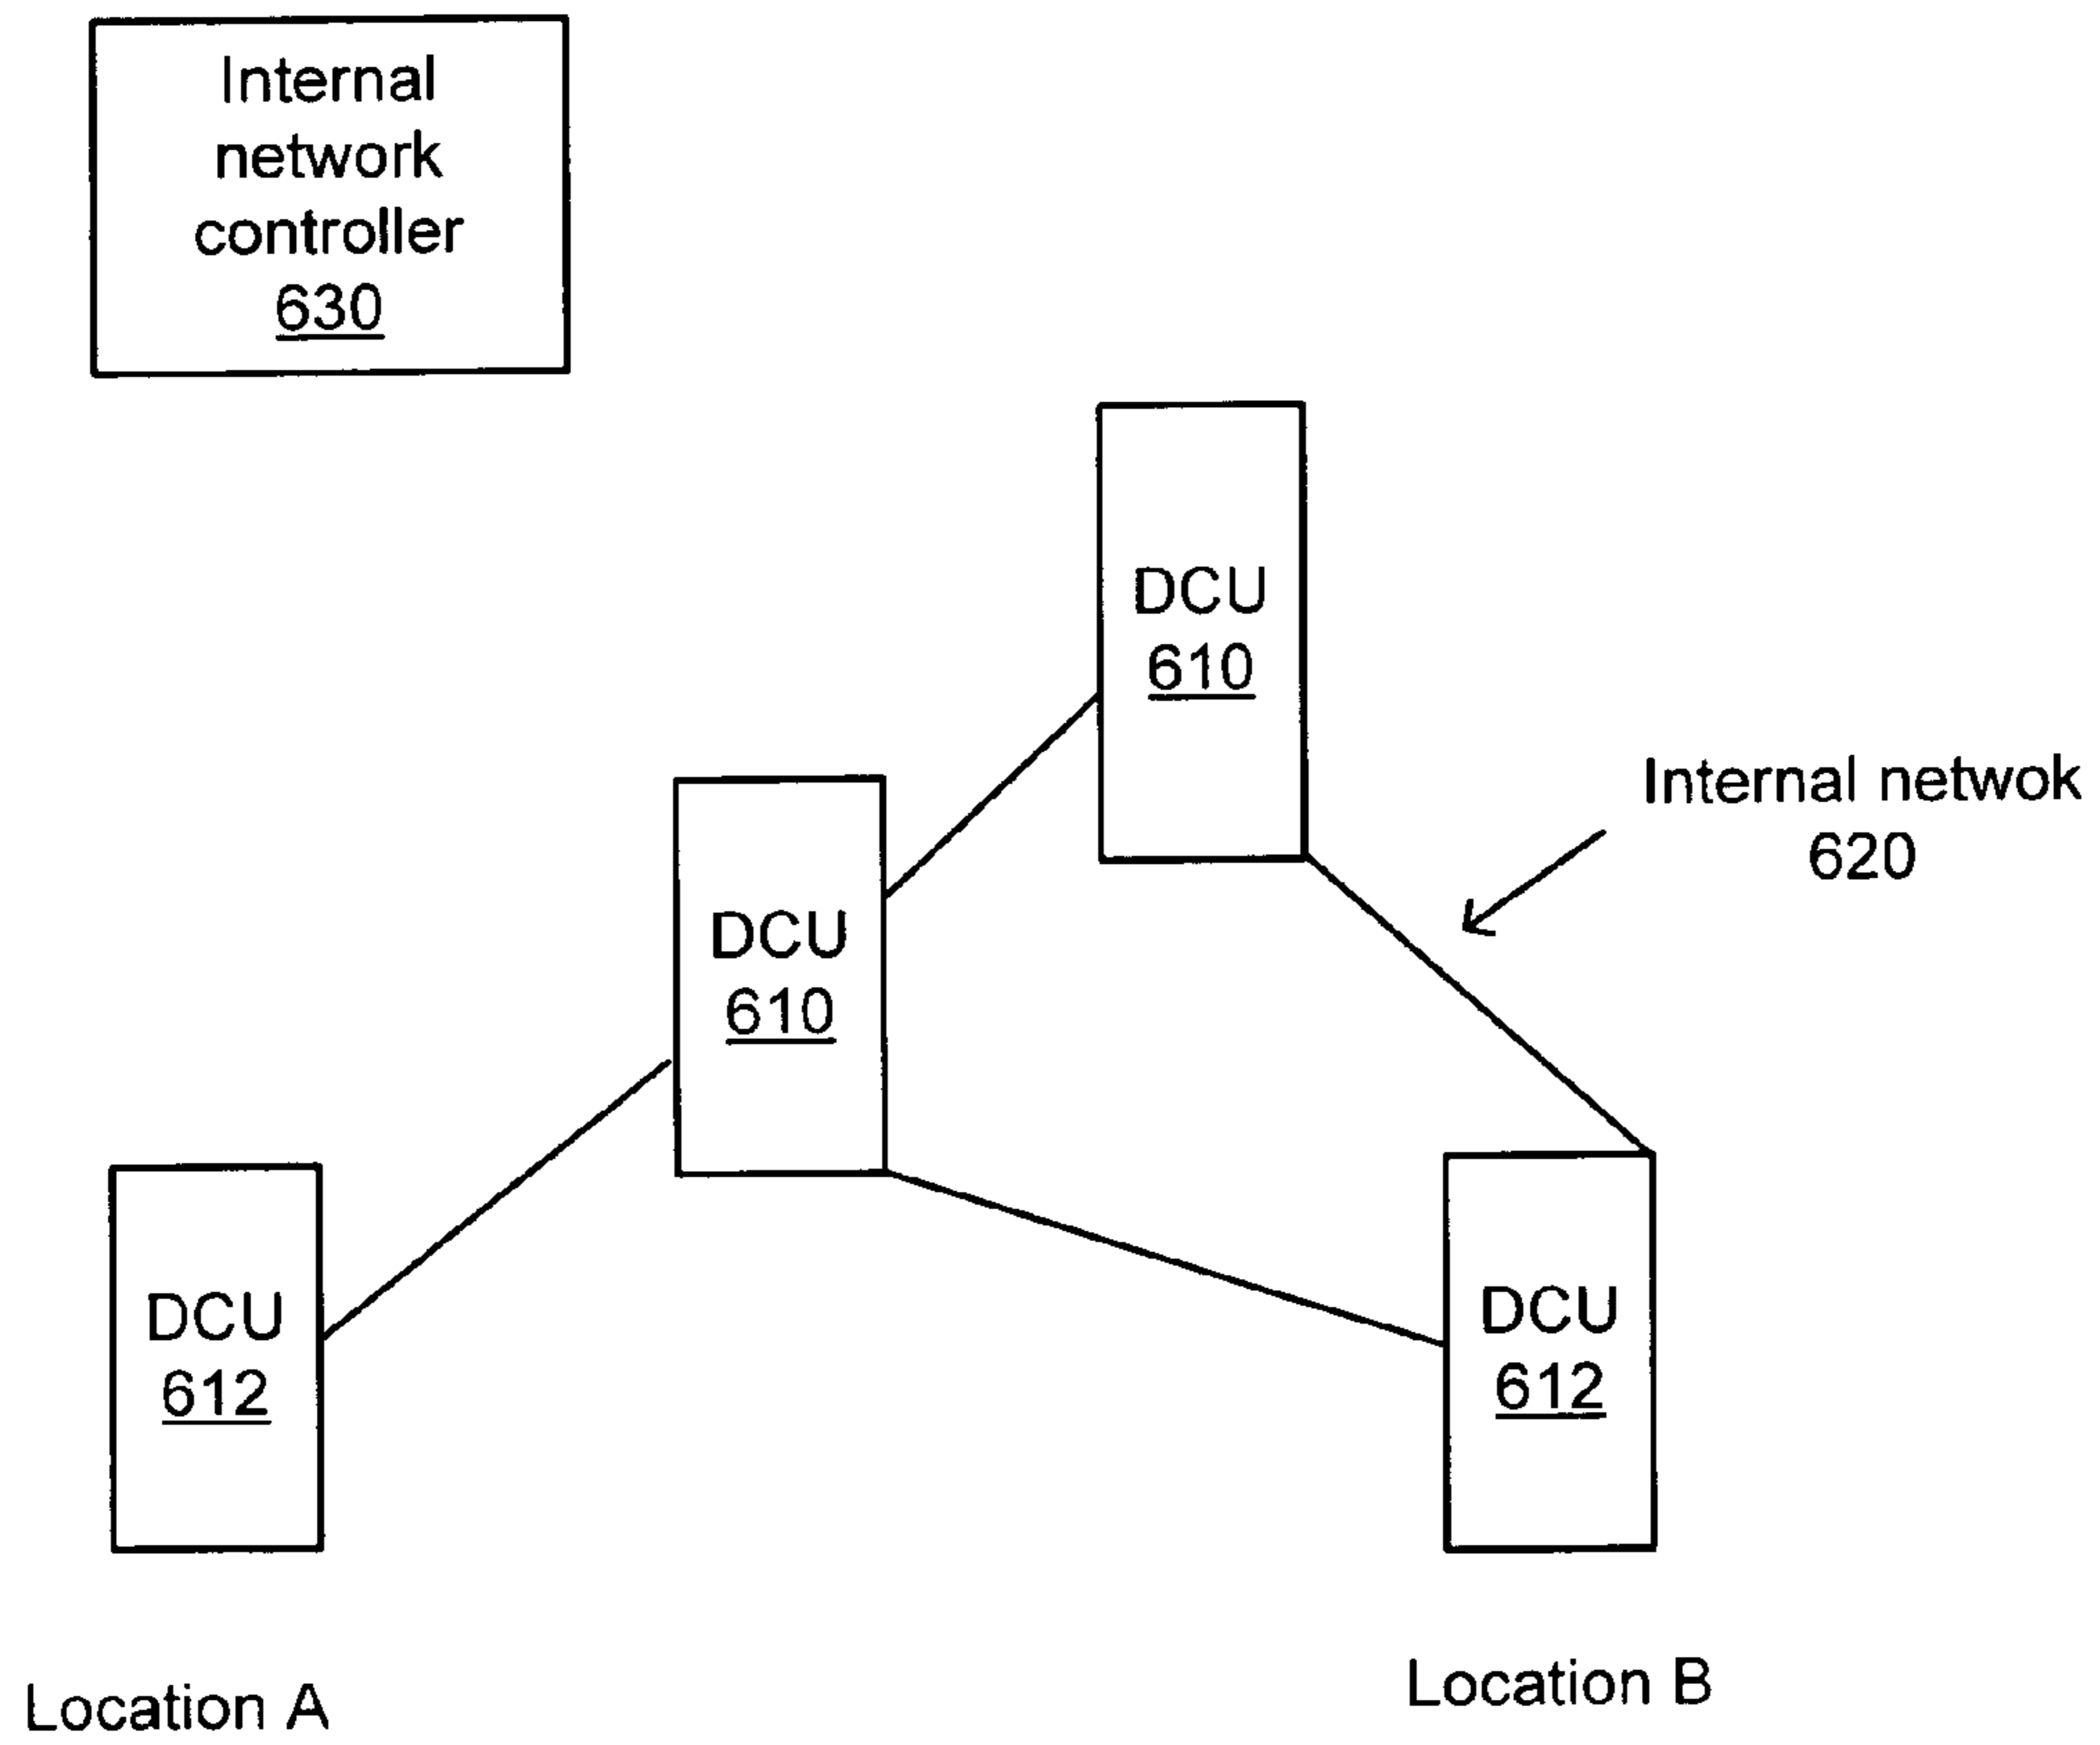 Internal
network
controller
630
DCU
610
Internal netwok
620
DCU
610
DCU
612
DCU
612
Location A
Location B